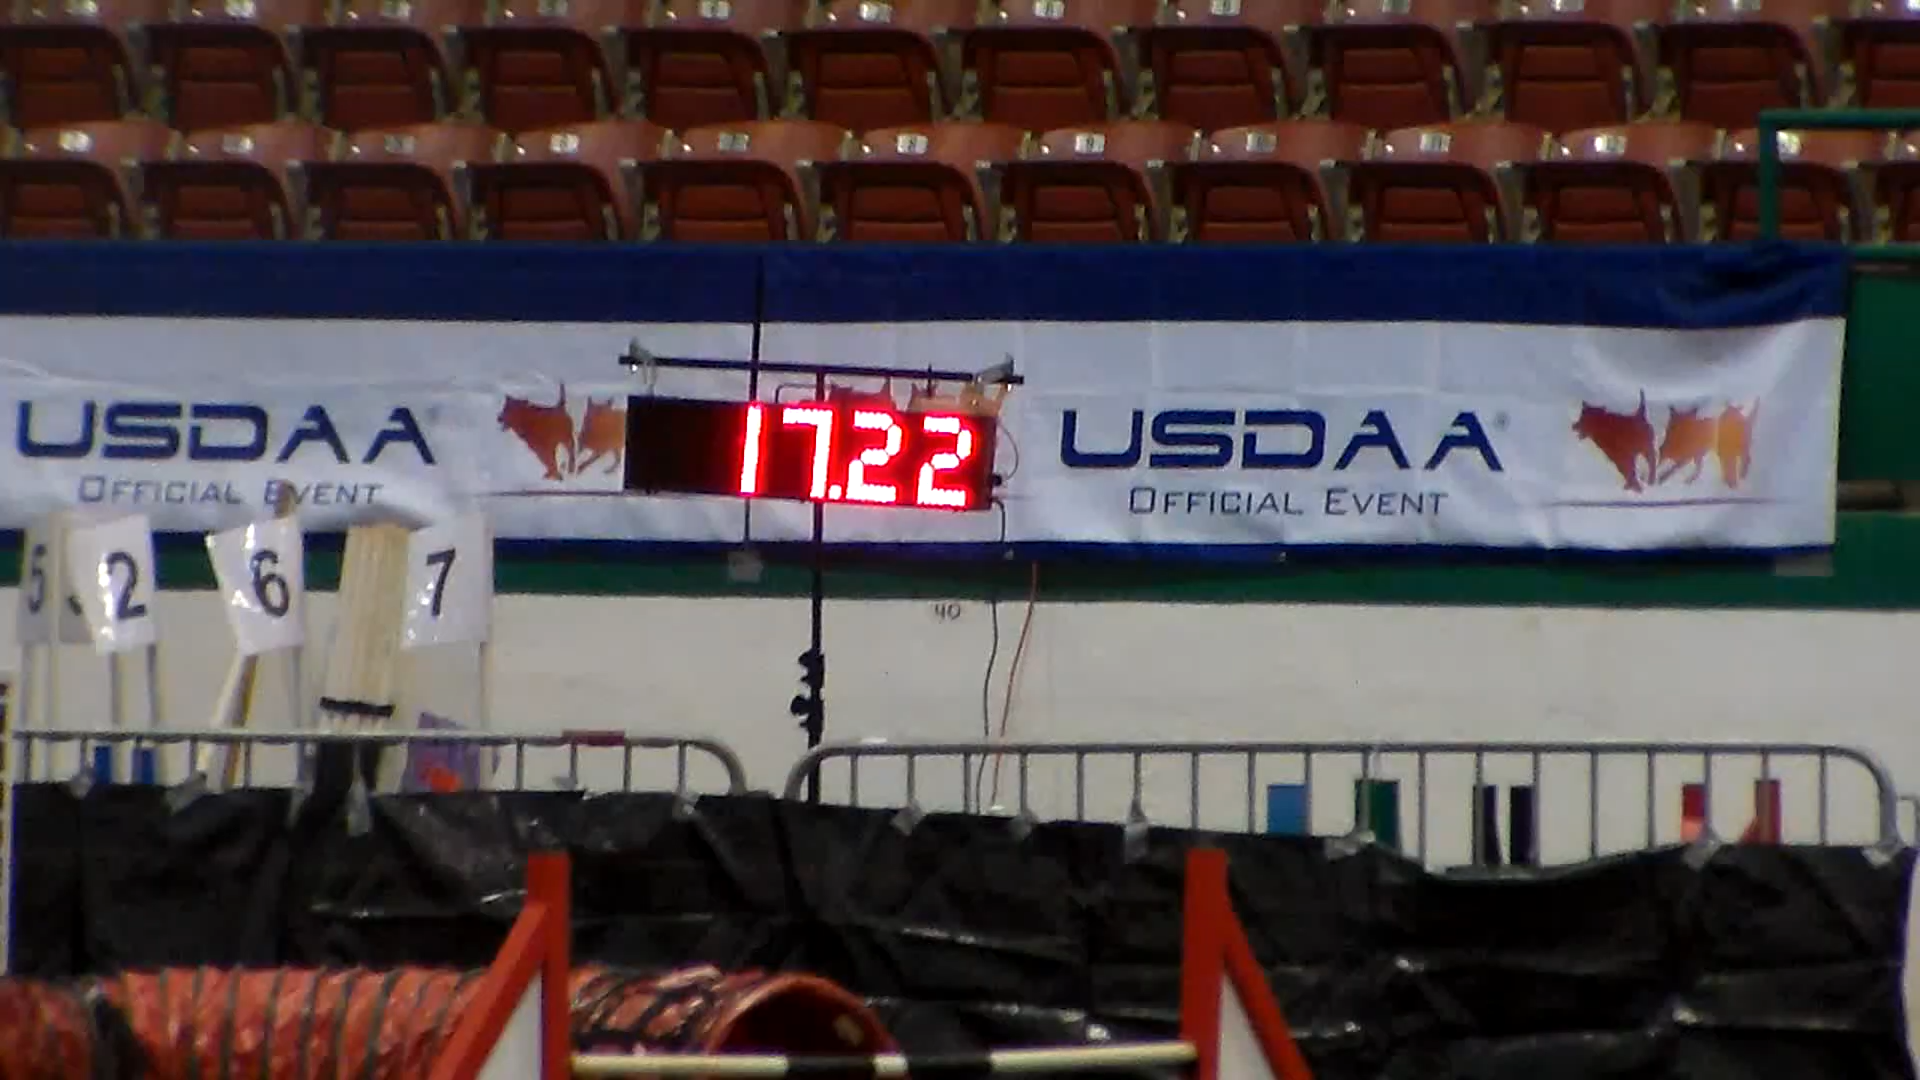 USDAA
OFFICIAL EVENT
17.22
USDAA®
OFFICIAL EVENT
5
2
6
7
40